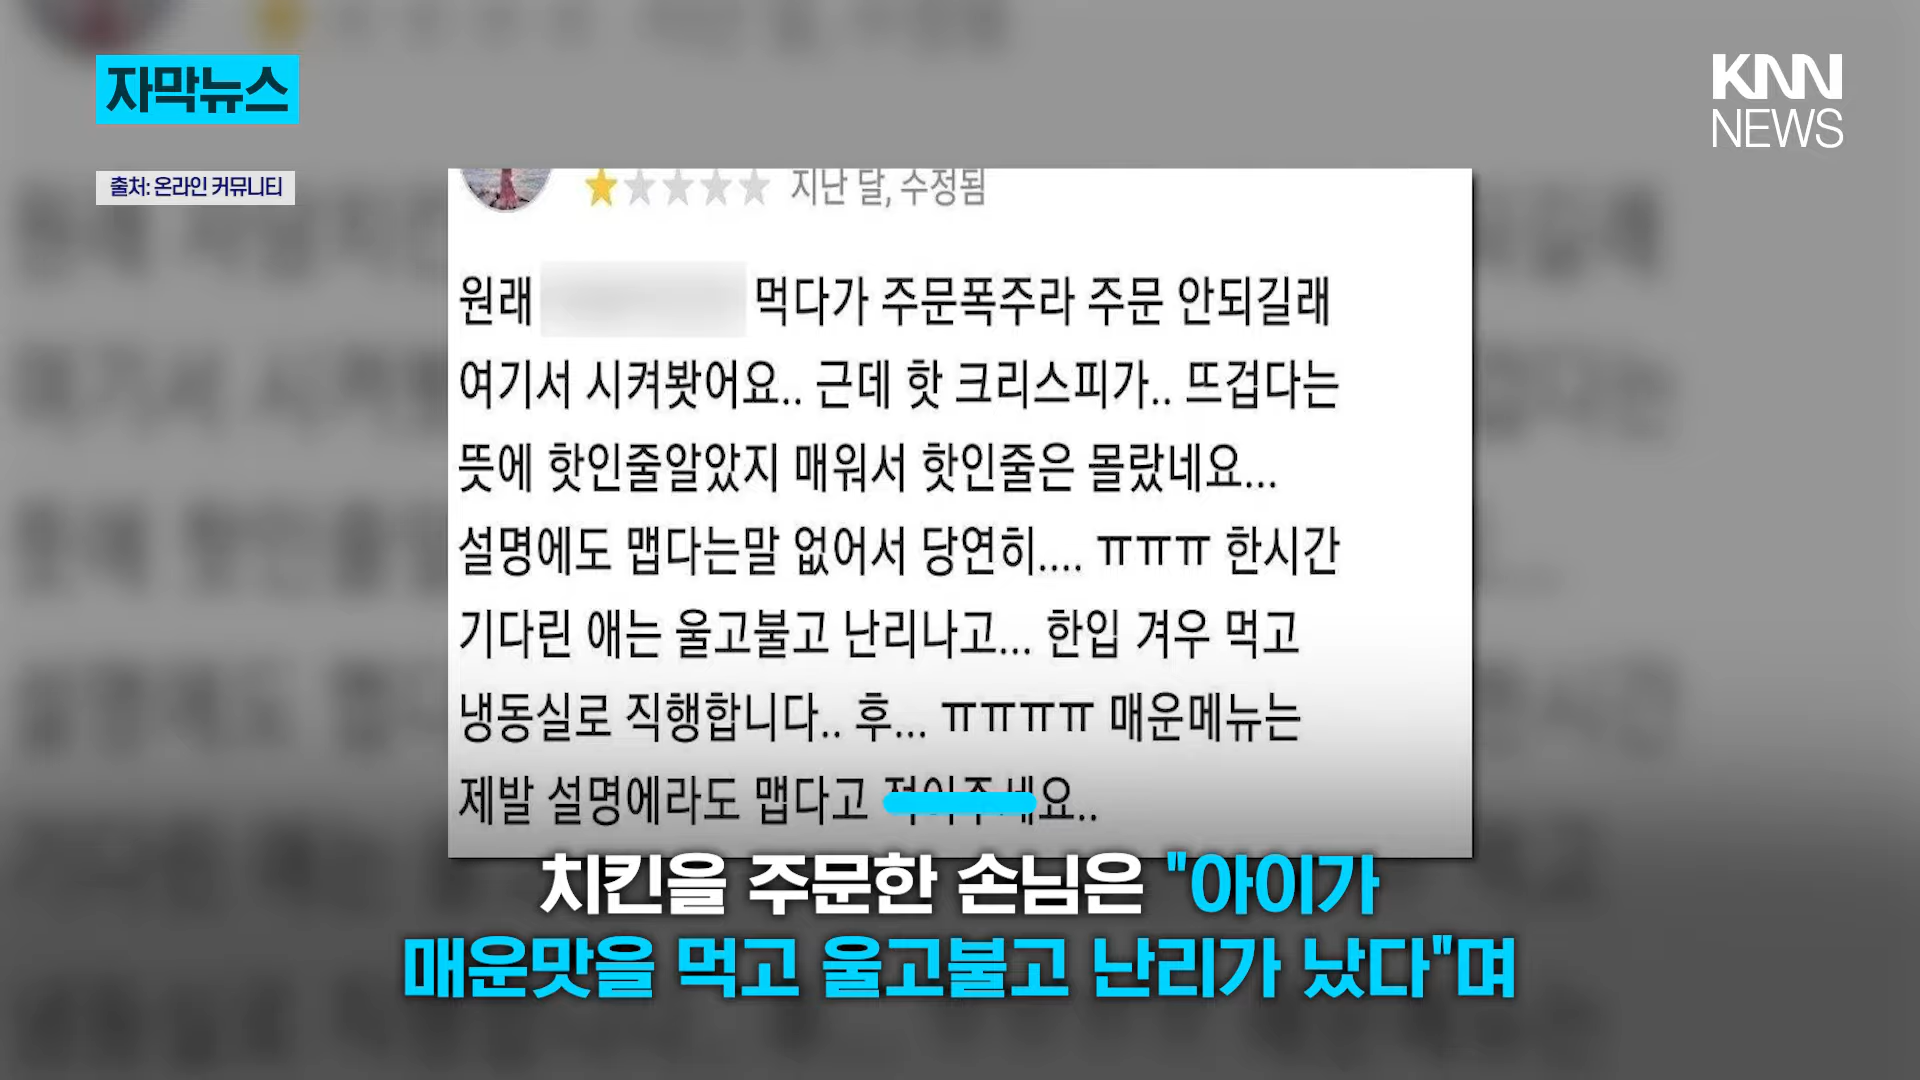 자막뉴스
KNN
NEWS
출처: 온라인 커뮤니티
지난 달, 수정됨
원래 먹다가 주문폭주라 주문 안되길래
여기서 시켜봣어요.. 근데 핫 크리스피가.. 뜨겁다는
뜻에 핫인줄알았지 매워서 핫인줄은 몰랐네요...
설명에도 맵다는말 없어서 당연히.... ㅠㅠㅠ 한시간
기다린 애는 울고불고 난리나고... 한입 겨우 먹고
냉동실로 직행합니다.. 후... ㅠㅠㅠㅠ 매운메뉴는
제발 설명에라도 맵다고 적어주세요..
치킨을 주문한 손님은 "아이가
매운맛을 먹고 울고불고 난리가 났다"며